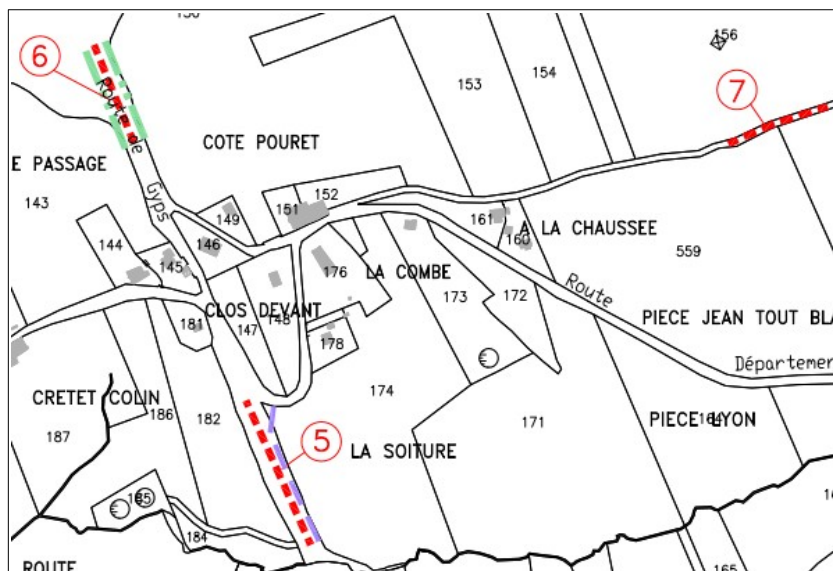 156
6
7
153
154
Route de
Gyps
COTE POURET
E PASSAGE
143
152
151
149
161
A LA CHAUSSEE
144
146
160
559
145
176
LA COMBE
Route
173
172
CLOS DEVANT
181
147
148
PIECE JEAN TOUT BLA
178
Départemen
CRETET COLIN
174
186
182
171
PIECE LYON
187
5
LA SOITURE
185
184
165
ROUTE